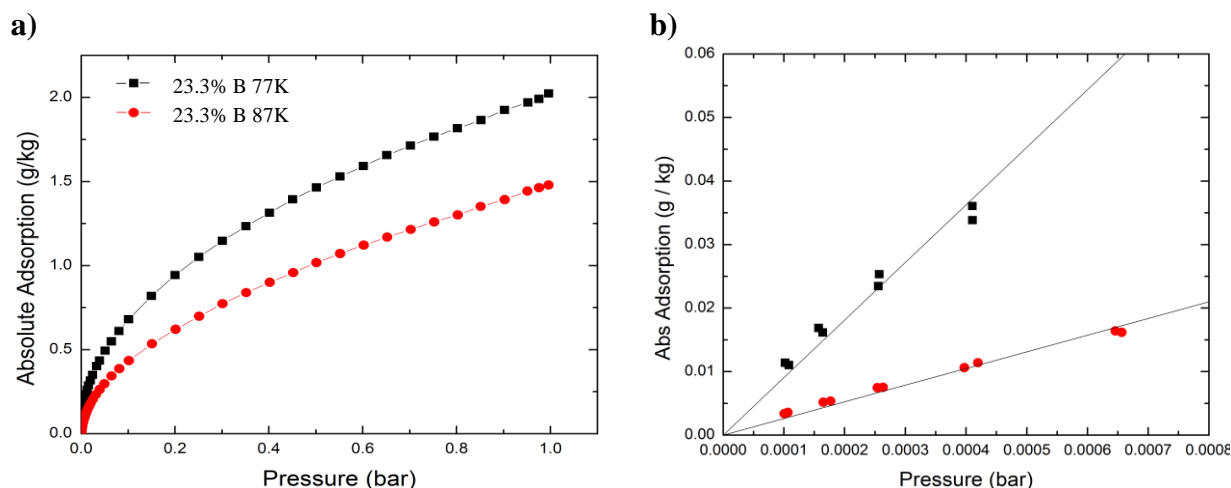 a)
2.0
1.5
1.0
0.5
0.0
Absolute Adsorption (g/kg)
23.3% B 77K
23.3% B 87K
0.0 0.2 0.4 0.6 0.8 1.0
Pressure (bar)
b)
0.06
0.05
0.04
0.03
0.02
0.01
0.00
Abs Adsorption (g / kg)
0.0000 0.0001 0.0002 0.0003 0.0004 0.0005 0.0006 0.0007 0.0008
Pressure (bar)